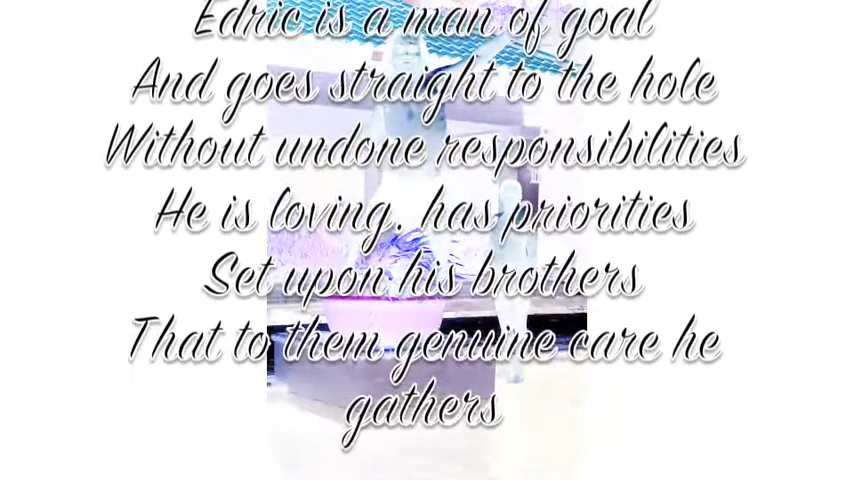 Edric is a man of goal
And goes straight to the hole
Without undone responsibilities
He is loving, has priorities
Set upon his brothers
That to them genuine care he
gathers